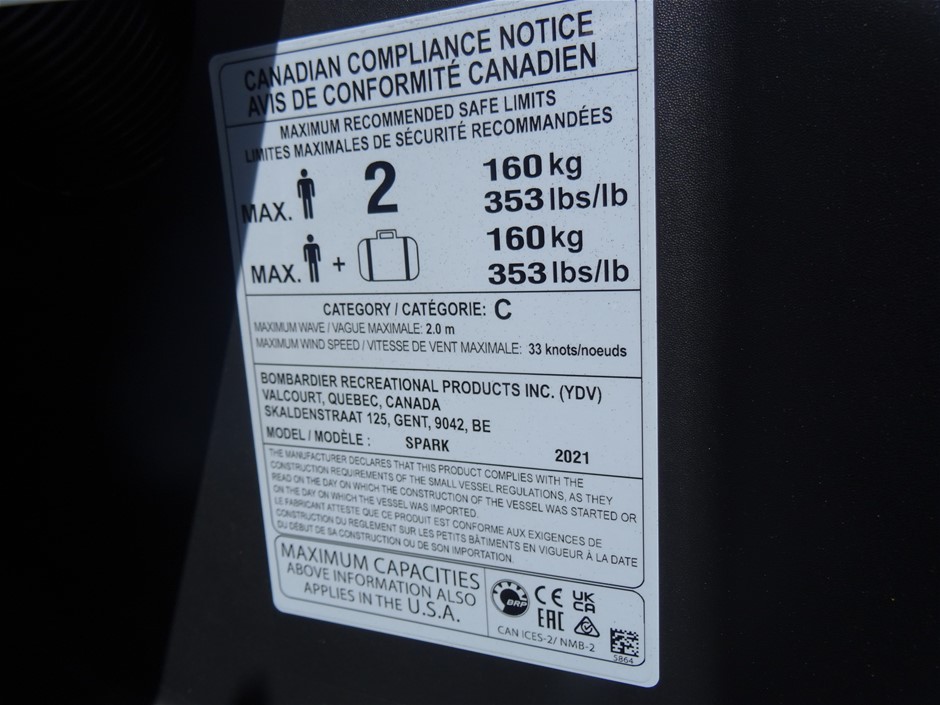 CANADIAN COMPLIANCE NOTICE
AVIS DE CONFORMITÉ CANADIEN
MAXIMUM RECOMMENDED SAFE LIMITS
LIMITES MAXIMALES DE SÉCURITÉ RECOMMANDÉES
MAX. 2 160 kg
353 lbs/lb
MAX. + 160 kg
353 lbs/lb
CATEGORY / CATÉGORIE: C
MAXIMUM WAVE / VAGUE MAXIMALE: 2.0 m
MAXIMUM WIND SPEED / VITESSE DE VENT MAXIMALE: 33 knots/noeuds
BOMBARDIER RECREATIONAL PRODUCTS INC. (YDV)
VALCOURT, QUEBEC, CANADA
SKALDENSTRAAT 125, GENT, 9042, BE
MODEL / MODÈLE : SPARK 2021
THE MANUFACTURER DECLARES THAT THIS PRODUCT COMPLIES WITH THE
CONSTRUCTION REQUIREMENTS OF THE SMALL VESSEL REGULATIONS, AS THEY
READ ON THE DAY ON WHICH THE CONSTRUCTION OF THE VESSEL WAS STARTED OR
ON THE DAY ON WHICH THE VESSEL WAS IMPORTED.
LE FABRICANT ATTESTE QUE CE PRODUIT EST CONFORME AUX EXIGENCES DE
CONSTRUCTION DU REGLEMENT SUR LES PETITS BÂTIMENTS EN VIGUEUR À LA DATE
DU DÉBUT DE SA CONSTRUCTION OU DE SON IMPORTATION.
MAXIMUM CAPACITIES
ABOVE INFORMATION ALSO
APPLIES IN THE U.S.A.
BRP CE UKCA
EAC
CAN ICES-2/ NMB-2
5864